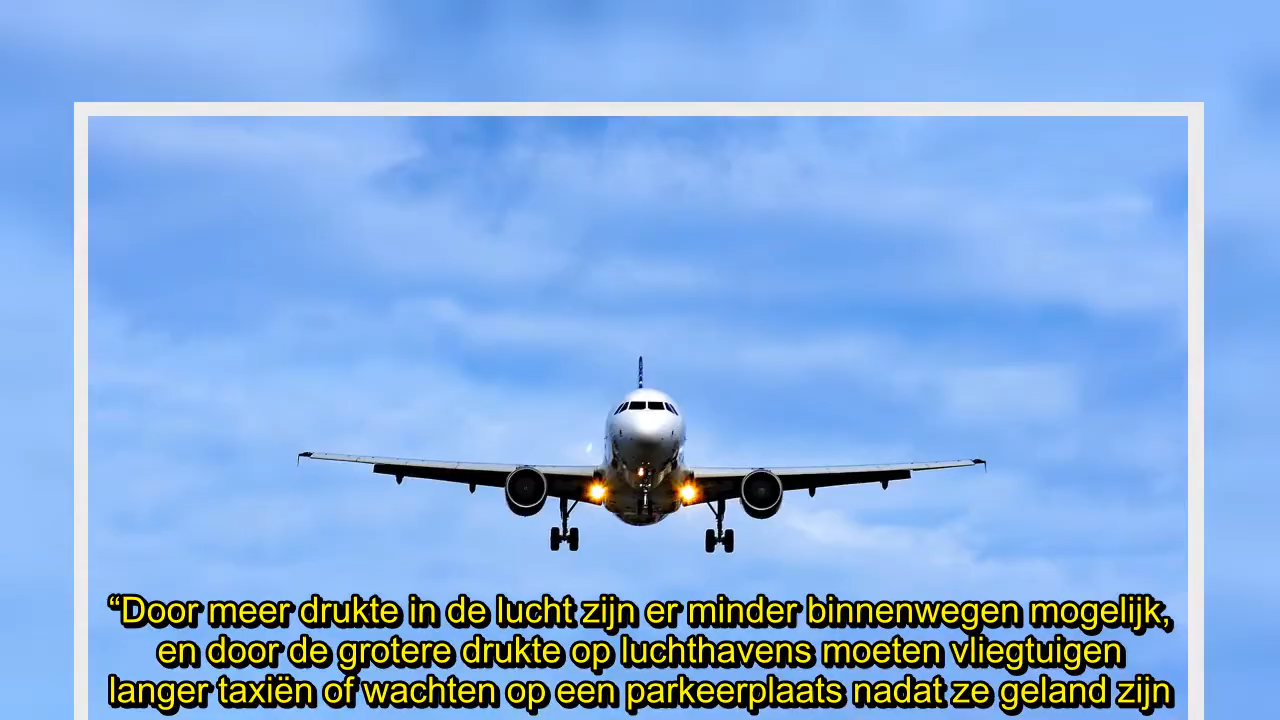 “Door meer drukte in de lucht zijn er minder binnenwegen mogelijk,
en door de grotere drukte op luchthavens moeten vliegtuigen
langer taxiën of wachten op een parkeerplaats nadat ze geland zijn